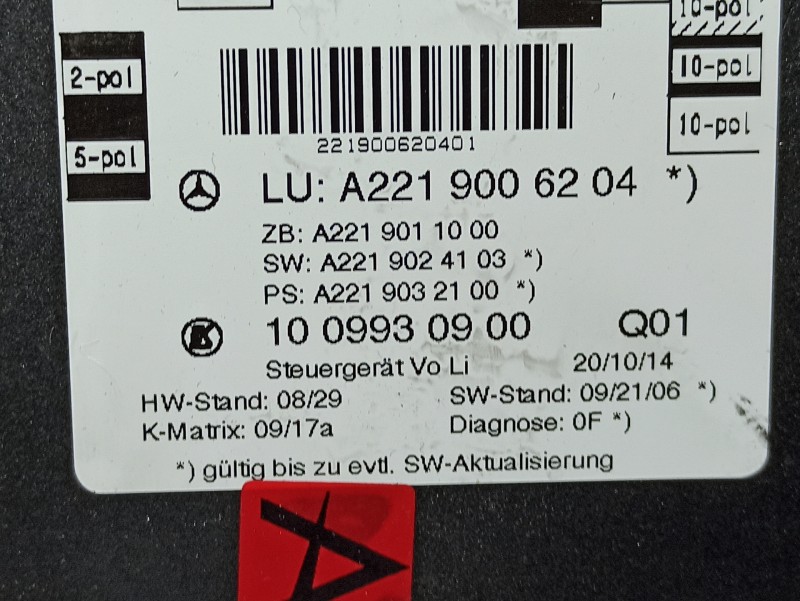 10-pol
2-pol
10-pol
10-pol
5-pol
221900620401
LU: A221 900 62 04 *)
ZB: A221 901 10 00
SW: A221 902 41 03 *)
PS: A221 903 21 00 *)
10 09930900 Q01
Steuergerät Vo Li 20/10/14
HW-Stand: 08/29 SW-Stand: 09/21/06 *)
K-Matrix: 09/17a Diagnose: 0F *)
*) gültig bis zu evtl. SW-Aktualisierung
A